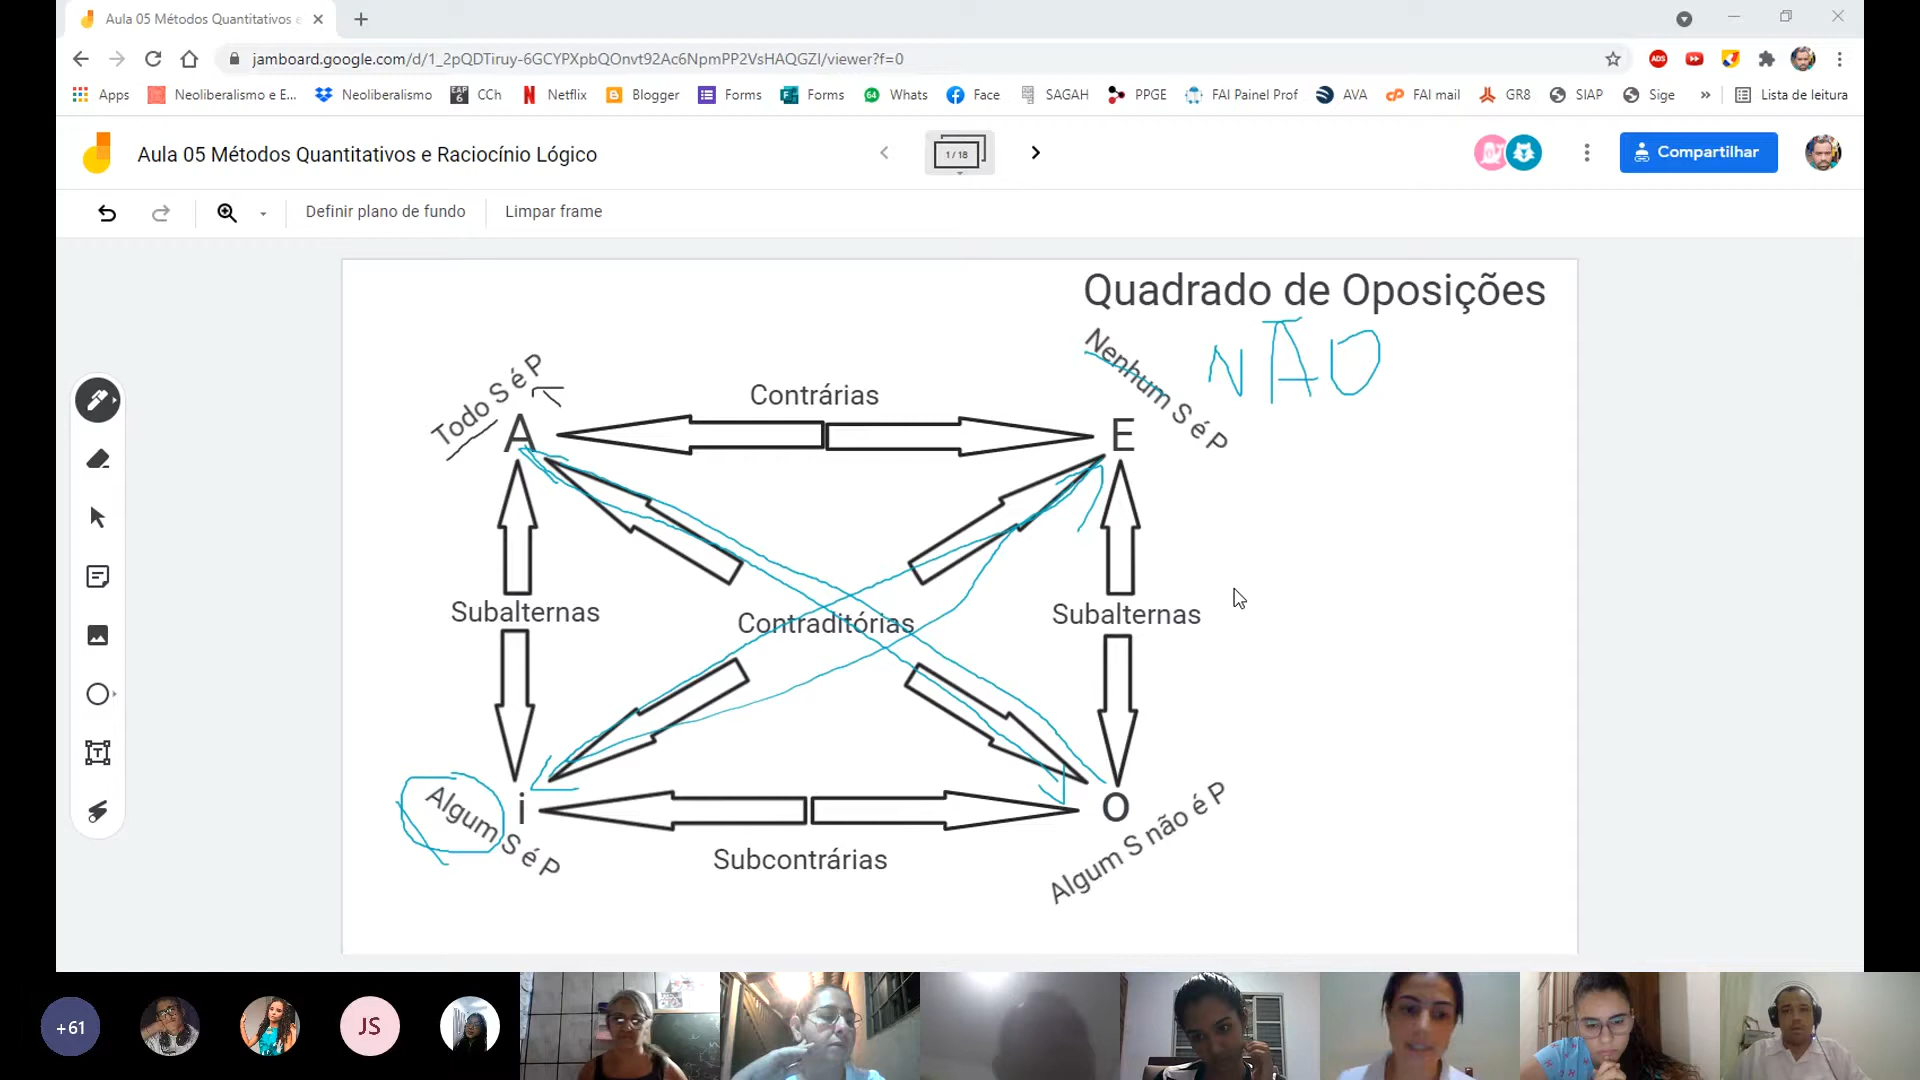 Aula 05 Métodos Quantitativos e
jamboard.google.com/d/1_2pQDTiruy-6GCYPXpbQOnvt92Ac6NpmPP2VsHAQGZI/viewer?f=0
ADS
Apps Neoliberalismo e E... Neoliberalismo CCh Netflix Blogger Forms Forms Whats Face SAGAH PPGE FAI Painel Prof AVA FAI mail GR8 SIAP Sige » Lista de leitura
Aula 05 Métodos Quantitativos e Raciocínio Lógico
1 / 18
Compartilhar
Definir plano de fundo Limpar frame
Quadrado de Oposições
NÃO
Todo S é P
Nenhum S é P
Contrárias
A E
Subalternas
Contraditórias
Subalternas
i O
Algum S é P
Algum S não é P
Subcontrárias
+61
JS